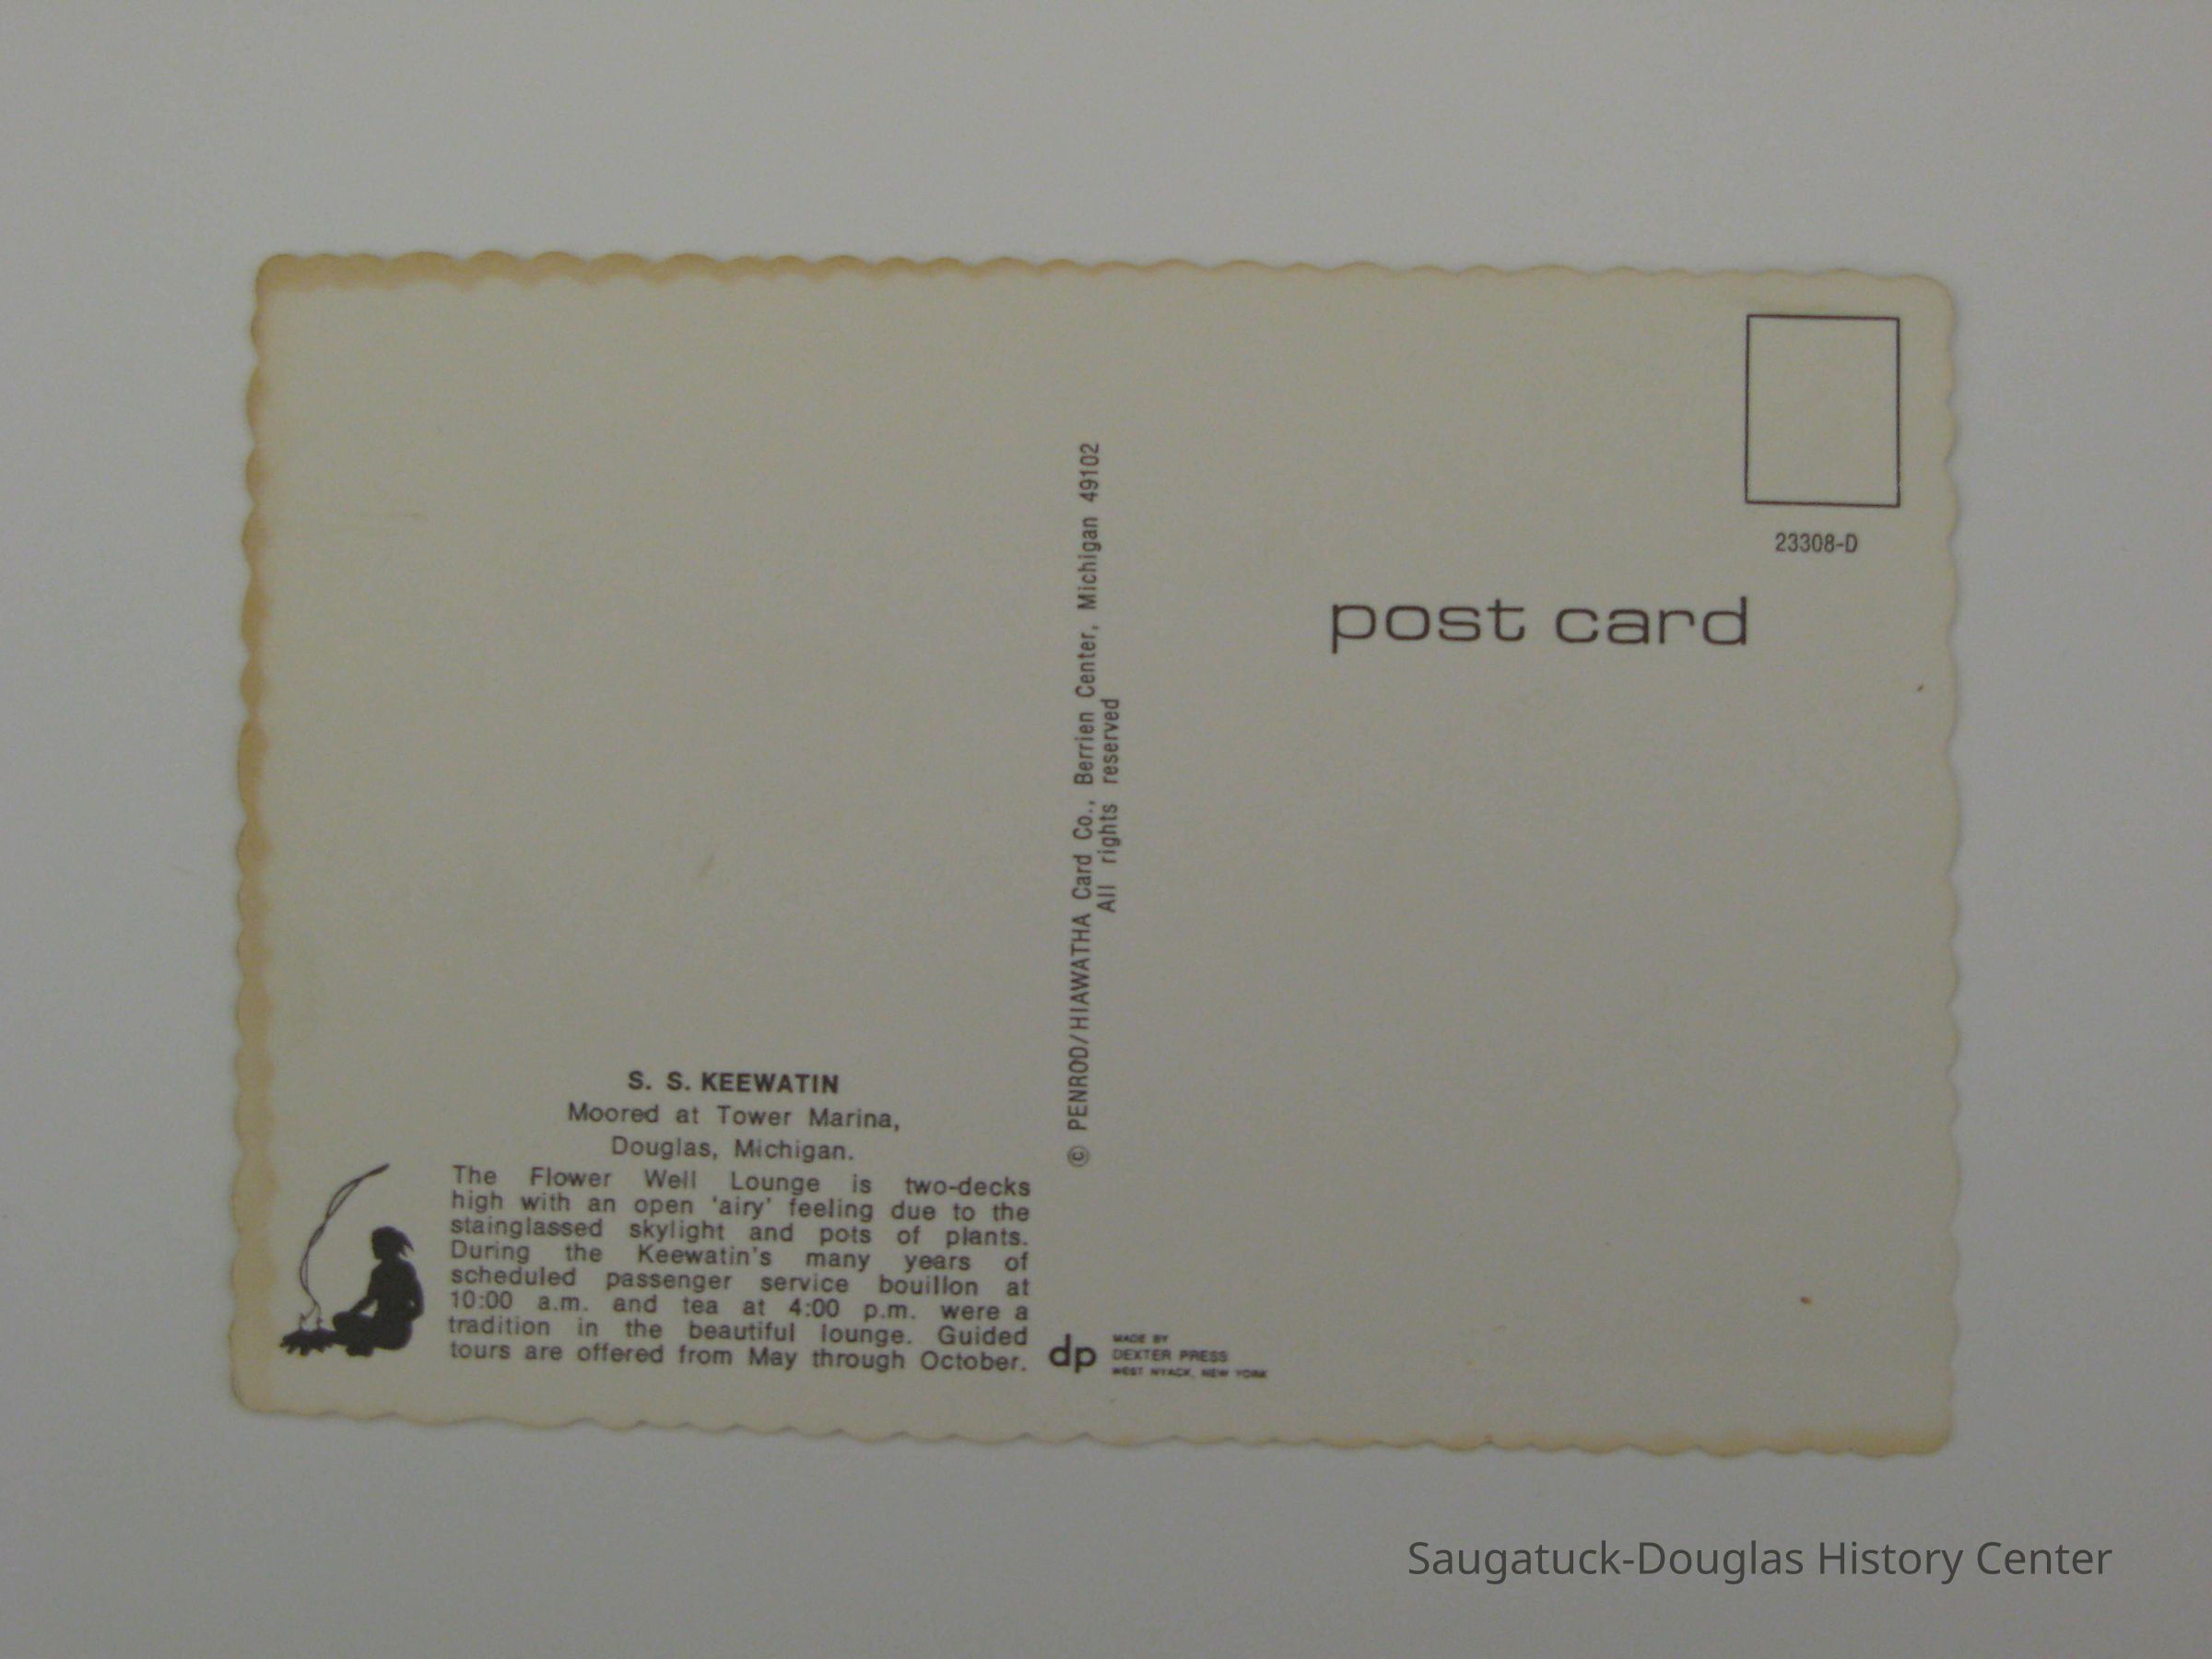 S. S. KEEWATIN
Moored at Tower Marina,
Douglas, Michigan.
The Flower Well Lounge is two-decks
high with an open 'airy' feeling due to the
stainglassed skylight and pots of plants.
During the Keewatin's many years of
scheduled passenger service bouillon at
10:00 a.m. and tea at 4:00 p.m. were a
tradition in the beautiful lounge. Guided
tours are offered from May through October.
© PENROD/HIAWATHA Card Co., Berrien Center, Michigan 49102
All rights reserved
dp
MADE BY
DEXTER PRESS
WEST NYACK, NEW YORK
23308-D
post card
Saugatuck-Douglas History Center